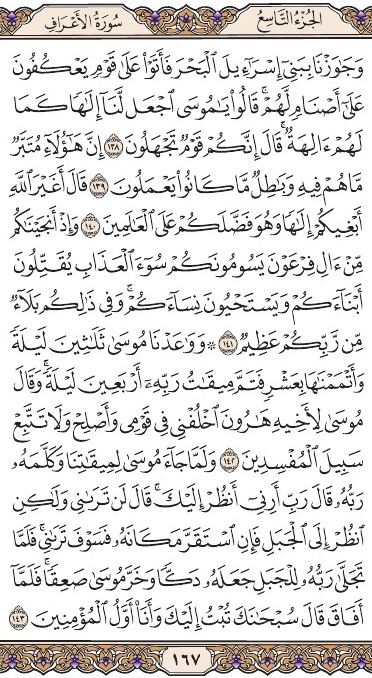 الجُزْءُ التَّاسِعُ سُورَةُ الأَعْرَافِ
وَجَٰوَزْنَا بِبَنِىٓ إِسْرَٰٓءِيلَ ٱلْبَحْرَ فَأَتَوْا۟ عَلَىٰ قَوْمٍ يَعْكُفُونَ
عَلَىٰٓ أَصْنَامٍ لَّهُمْ ۚ قَالُوا۟ يَٰمُوسَى ٱجْعَل لَّنَآ إِلَٰهًا كَمَا
لَهُمْ ءَالِهَةٌ ۚ قَالَ إِنَّكُمْ قَوْمٌ تَجْهَلُونَ ١٣٨ إِنَّ هَٰٓؤُلَآءِ مُتَبَّرٌ
مَّا هُمْ فِيهِ وَبَٰطِلٌ مَّا كَانُوا۟ يَعْمَلُونَ ١٣٩ قَالَ أَغَيْرَ ٱللَّهِ
أَبْغِيكُمْ إِلَٰهًا وَهُوَ فَضَّلَكُمْ عَلَى ٱلْعَٰلَمِينَ ١٤٠ وَإِذْ أَنجَيْنَٰكُم
مِّنْ ءَالِ فِرْعَوْنَ يَسُومُونَكُمْ سُوٓءَ ٱلْعَذَابِ يُقَتِّلُونَ
أَبْنَآءَكُمْ وَيَسْتَحْيُونَ نِسَآءَكُمْ ۚ وَفِى ذَٰلِكُم بَلَآءٌ
مِّن رَّبِّكُمْ عَظِيمٌ ١٤١ ۞ وَوَٰعَدْنَا مُوسَىٰ ثَلَٰثِينَ لَيْلَةً
وَأَتْمَمْنَٰهَا بِعَشْرٍ فَتَمَّ مِيقَٰتُ رَبِّهِۦٓ أَرْبَعِينَ لَيْلَةً ۚ وَقَالَ
مُوسَىٰ لِأَخِيهِ هَٰرُونَ ٱخْلُفْنِى فِى قَوْمِى وَأَصْلِحْ وَلَا تَتَّبِعْ
سَبِيلَ ٱلْمُفْسِدِينَ ١٤٢ وَلَمَّا جَآءَ مُوسَىٰ لِمِيقَٰتِنَا وَكَلَّمَهُۥ
رَبُّهُۥ قَالَ رَبِّ أَرِنِىٓ أَنظُرْ إِلَيْكَ ۚ قَالَ لَن تَرَىٰنِى وَلَٰكِنِ
ٱنظُرْ إِلَى ٱلْجَبَلِ فَإِنِ ٱسْتَقَرَّ مَكَانَهُۥ فَسَوْفَ تَرَىٰنِى ۚ فَلَمَّا
تَجَلَّىٰ رَبُّهُۥ لِلْجَبَلِ جَعَلَهُۥ دَكًّا وَخَرَّ مُوسَىٰ صَعِقًا ۚ فَلَمَّآ
أَفَاقَ قَالَ سُبْحَٰنَكَ تُبْتُ إِلَيْكَ وَأَنَا۠ أَوَّلُ ٱلْمُؤْمِنِينَ ١٤٣
١٦٧